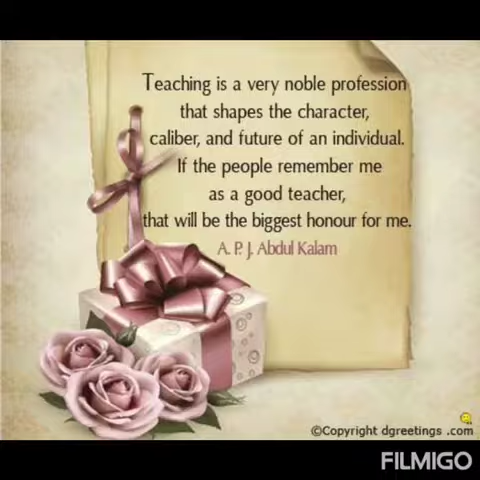 Teaching is a very noble profession
that shapes the character,
caliber, and future of an individual.
If the people remember me
as a good teacher,
that will be the biggest honour for me.
A. P. J. Abdul Kalam
©Copyright dgreetings .com
FILMIGO